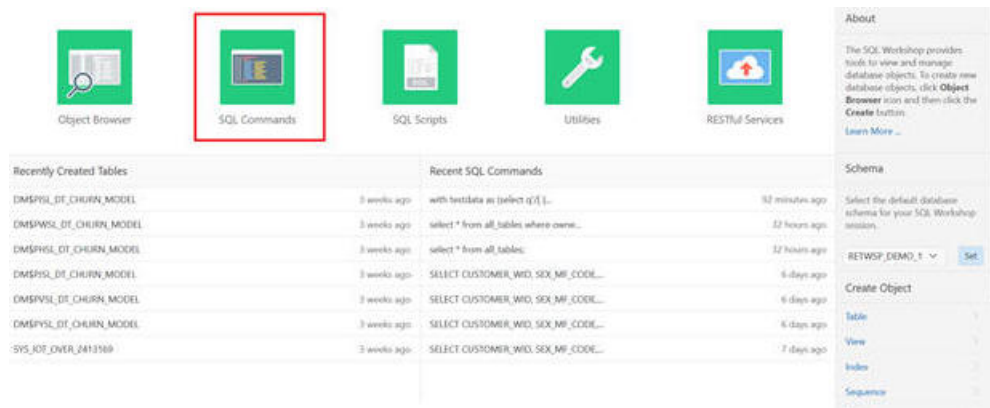 Object Browser
SQL Commands
SQL Scripts
Utilities
RESTful Services
Recently Created Tables
DM$PISL_DT_CHURN_MODEL 3 weeks ago
DM$PWSL_DT_CHURN_MODEL 3 weeks ago
DM$PHSL_DT_CHURN_MODEL 3 weeks ago
3 weeks ago
DM$PVSL_DT_CHURN_MODEL 3 weeks ago
DM$PYSL_DT_CHURN_MODEL 3 weeks ago
SYS_IOT_OVER_2413569 3 weeks ago
Recent SQL Commands
with testdata as (select 92 minutes ago
select * from all_tables where owne... 22 hours ago
select * from all_tables; 22 hours ago
SELECT CUSTOMER_WID, SEX_MF_CODE,... 6 days ago
SELECT CUSTOMER_WID, SEX_MF_CODE,... 6 days ago
SELECT CUSTOMER_WID, SEX_MF_CODE,... 6 days ago
SELECT CUSTOMER_WID, SEX_MF_CODE,... 7 days ago
About
The SQL Workshop provides
tools to view and manage
database objects. To create new
database objects, click Object
Browser icon and then click the
Create button.
Learn More ...
Schema
Select the default database
schema for your SQL Workshop
session.
RETWSP_DEMO_1 Set
Create Object
Table
View
Index
Sequence